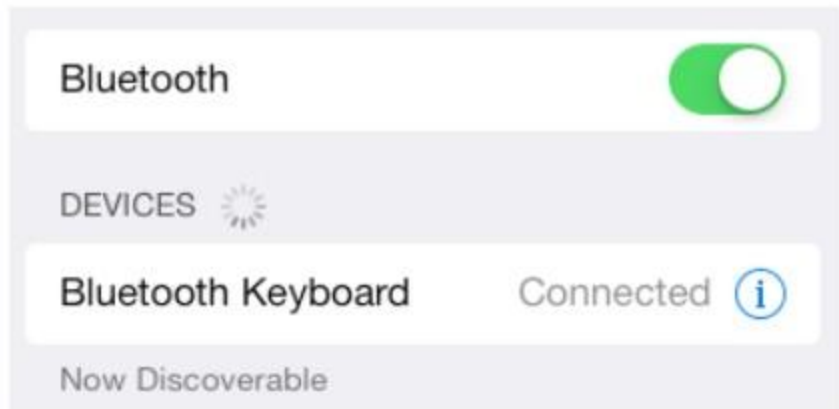 Bluetooth
DEVICES
Bluetooth Keyboard Connected i
Now Discoverable